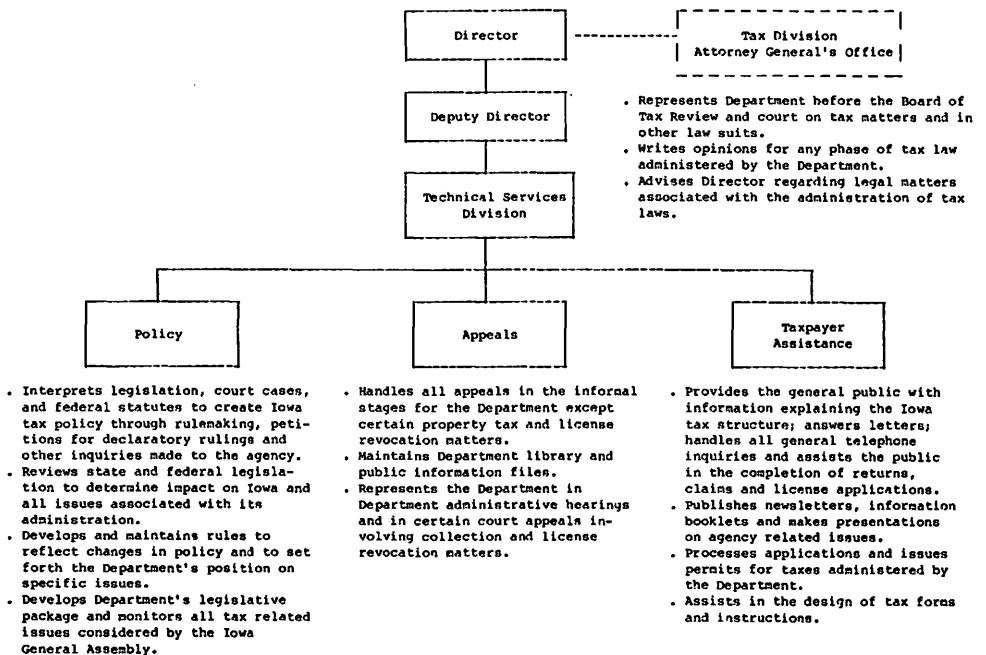 Director
Tax Division
Attorney General's Office
Deputy Director
. Represents Department before the Board of
Tax Review and court on tax matters and in
other law suits.
. Writes opinions for any phase of tax law
administered by the Department.
. Advises Director regarding legal matters
associated with the administration of tax
laws.
Technical Services
Division
Policy
. Interprets legislation, court cases,
and federal statutes to create Iowa
tax policy through rulemaking, peti-
tions for declaratory rulings and
other inquiries made to the agency.
. Reviews state and federal legisla-
tion to determine impact on Iowa and
all issues associated with its
administration.
. Develops and maintains rules to
reflect changes in policy and to set
forth the Department's position on
specific issues.
. Develops Department's legislative
package and monitors all tax related
issues considered by the Iowa
General Assembly.
Appeals
. Handles all appeals in the informal
stages for the Department except
certain property tax and license
revocation matters.
. Maintains Department library and
public information files.
. Represents the Department in
Department administrative hearings
and in certain court appeals in-
volving collection and license
revocation matters.
Taxpayer
Assistance
. Provides the general public with
information explaining the Iowa
tax structure; answers letters;
handles all general telephone
inquiries and assists the public
in the completion of returns,
claims and license applications.
. Publishes newsletters, information
booklets and makes presentations
on agency related issues.
. Processes applications and issues
permits for taxes administered by
the Department.
. Assists in the design of tax forms
and instructions.